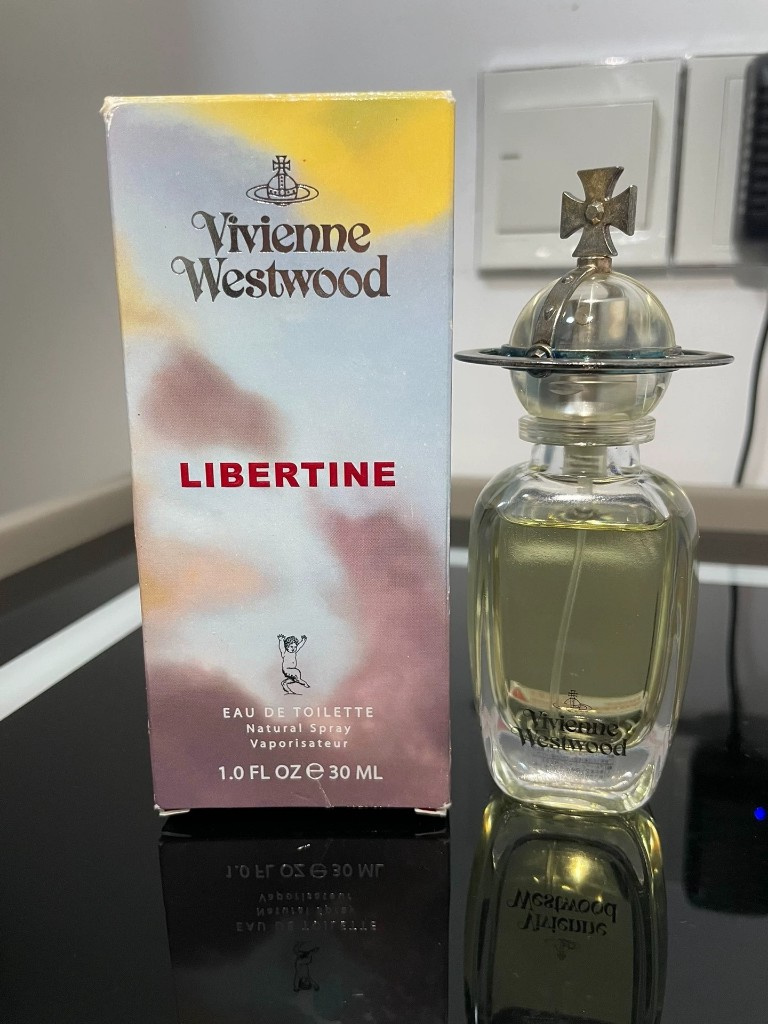 Vivienne
Westwood
LIBERTINE
EAU DE TOILETTE
Natural Spray
Vaporisateur
1.0 FL OZ ℮ 30 ML
Vivienne
Westwood